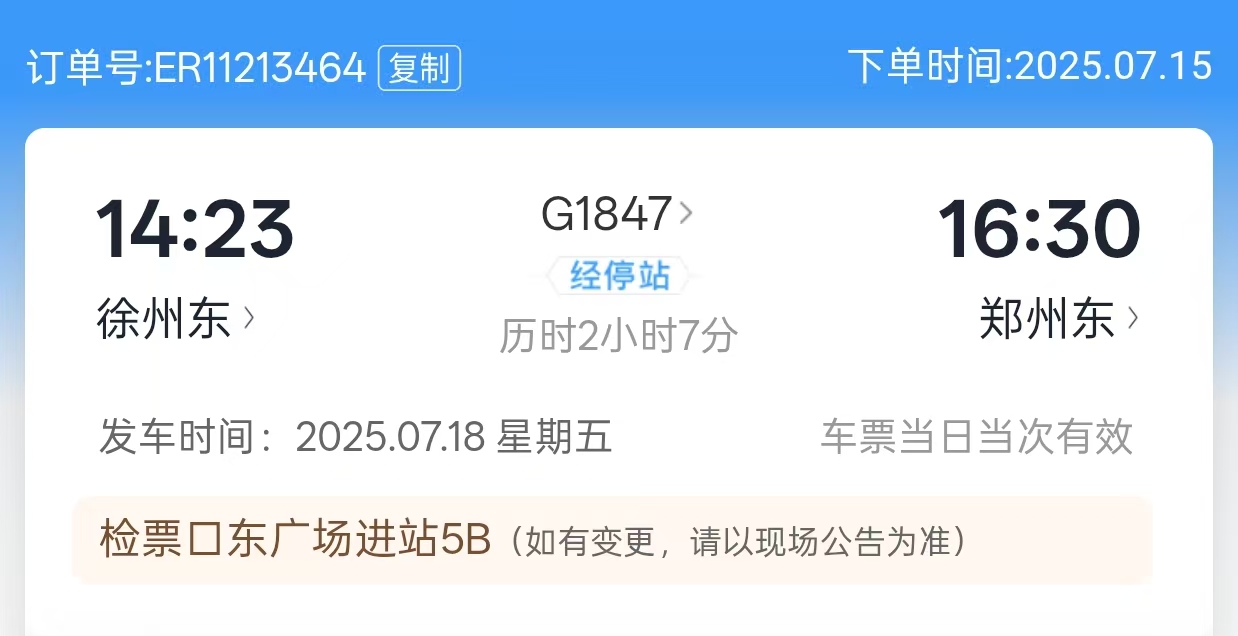 订单号:ER11213464 复制 下单时间:2025.07.15
14:23 G1847 16:30
经停站
徐州东 郑州东
历时2小时7分
发车时间：2025.07.18 星期五 车票当日当次有效
检票口东广场进站5B（如有变更，请以现场公告为准）